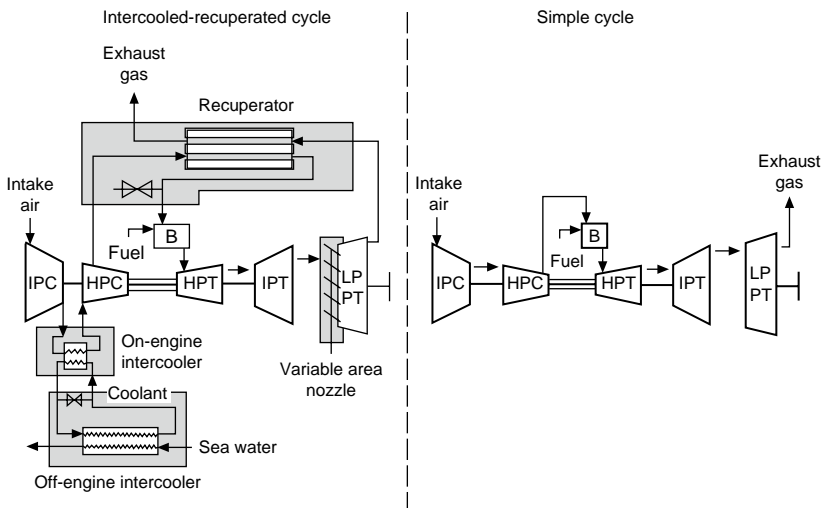 Intercooled-recuperated cycle
Exhaust
gas
Recuperator
Intake
air
Fuel
B
IPC
HPC
HPT
IPT
LP
PT
On-engine
intercooler
Variable area
nozzle
Coolant
Sea water
Off-engine intercooler
Simple cycle
Exhaust
gas
Intake
air
B
Fuel
IPC
HPC
HPT
IPT
LP
PT